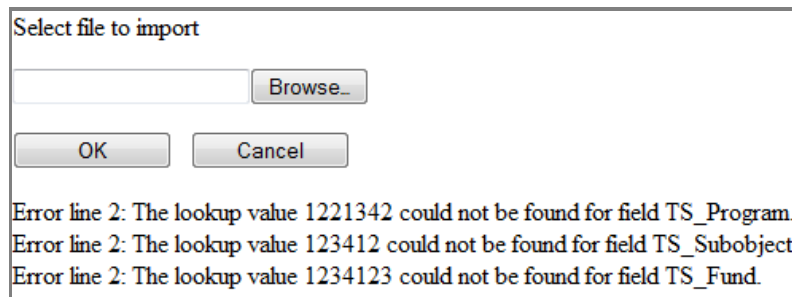 Select file to import
Browse...
OK Cancel
Error line 2: The lookup value 1221342 could not be found for field TS_Program.
Error line 2: The lookup value 123412 could not be found for field TS_Subobject
Error line 2: The lookup value 1234123 could not be found for field TS_Fund.